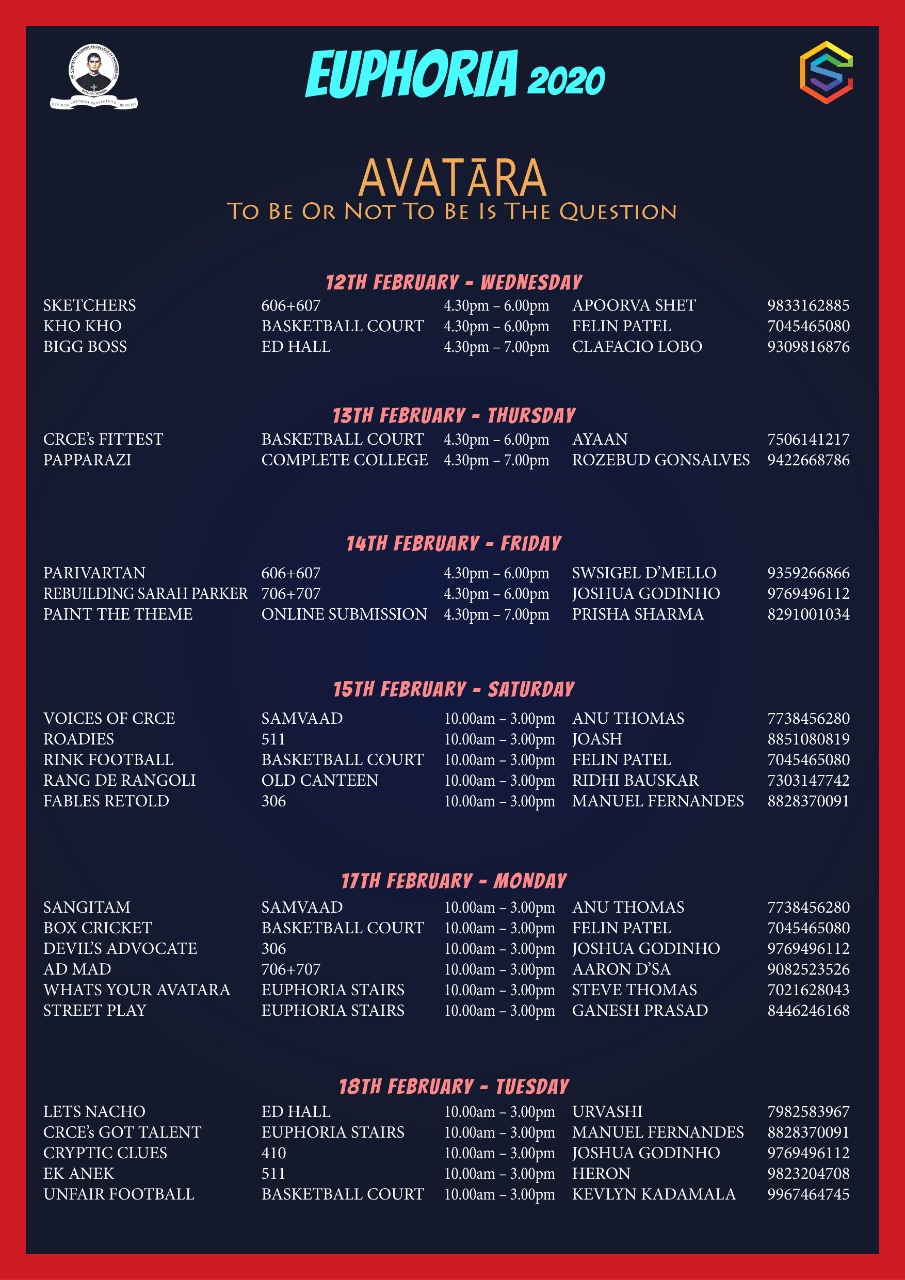 EUPHORIA 2020
AVATĀRA
TO BE OR NOT TO BE IS THE QUESTION
12TH FEBRUARY - WEDNESDAY
SKETCHERS 606+607 4.30pm – 6.00pm APOORVA SHET 9833162885
KHO KHO BASKETBALL COURT 4.30pm – 6.00pm FELIN PATEL 7045465080
BIGG BOSS ED HALL 4.30pm – 7.00pm CLAFACIO LOBO 9309816876
13TH FEBRUARY - THURSDAY
CRCE's FITTEST BASKETBALL COURT 4.30pm – 6.00pm AYAAN 7506141217
PAPPARAZI COMPLETE COLLEGE 4.30pm – 7.00pm ROZEBUD GONSALVES 9422668786
14TH FEBRUARY - FRIDAY
PARIVARTAN 606+607 4.30pm – 6.00pm SWSIGEL D'MELLO 9359266866
REBUILDING SARAH PARKER 706+707 4.30pm – 6.00pm JOSHUA GODINHO 9769496112
PAINT THE THEME ONLINE SUBMISSION 4.30pm – 7.00pm PRISHA SHARMA 8291001034
15TH FEBRUARY - SATURDAY
VOICES OF CRCE SAMVAAD 10.00am – 3.00pm ANU THOMAS 7738456280
ROADIES 511 10.00am – 3.00pm JOASH 8851080819
RINK FOOTBALL BASKETBALL COURT 10.00am – 3.00pm FELIN PATEL 7045465080
RANG DE RANGOLI OLD CANTEEN 10.00am – 3.00pm RIDHI BAUSKAR 7303147742
FABLES RETOLD 306 10.00am – 3.00pm MANUEL FERNANDES 8828370091
17TH FEBRUARY - MONDAY
SANGITAM SAMVAAD 10.00am – 3.00pm ANU THOMAS 7738456280
BOX CRICKET BASKETBALL COURT 10.00am – 3.00pm FELIN PATEL 7045465080
DEVIL'S ADVOCATE 306 10.00am – 3.00pm JOSHUA GODINHO 9769496112
AD MAD 706+707 10.00am – 3.00pm AARON D'SA 9082523526
WHATS YOUR AVATARA EUPHORIA STAIRS 10.00am – 3.00pm STEVE THOMAS 7021628043
STREET PLAY EUPHORIA STAIRS 10.00am – 3.00pm GANESH PRASAD 8446246168
18TH FEBRUARY - TUESDAY
LETS NACHO ED HALL 10.00am – 3.00pm URVASHI 7982583967
CRCE's GOT TALENT EUPHORIA STAIRS 10.00am – 3.00pm MANUEL FERNANDES 8828370091
CRYPTIC CLUES 410 10.00am – 3.00pm JOSHUA GODINHO 9769496112
EK ANEK 511 10.00am – 3.00pm HERON 9823204708
UNFAIR FOOTBALL BASKETBALL COURT 10.00am – 3.00pm KEVLYN KADAMALA 9967464745